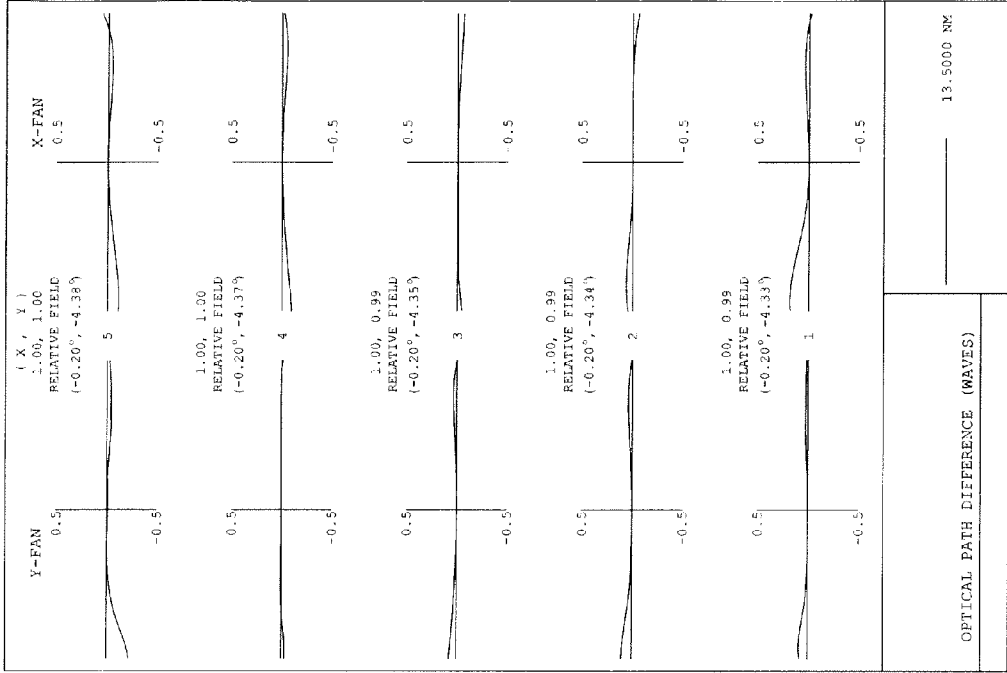 ( X , Y )
Y-FAN X-FAN
1.00, 1.00
RELATIVE FIELD
(-0.20°, -4.38°)
0.5 0.5
-0.5 5 -0.5
1.00, 1.00
RELATIVE FIELD
(-0.20°, -4.37°)
0.5 0.5
-0.5 4 -0.5
1.00, 0.99
RELATIVE FIELD
(-0.20°, -4.35°)
0.5 0.5
-0.5 3 -0.5
1.00, 0.99
RELATIVE FIELD
(-0.20°, -4.34°)
0.5 0.5
-0.5 2 -0.5
1.00, 0.99
RELATIVE FIELD
(-0.20°, -4.33°)
0.5 0.5
-0.5 1 -0.5
OPTICAL PATH DIFFERENCE (WAVES)
13.5000 NM